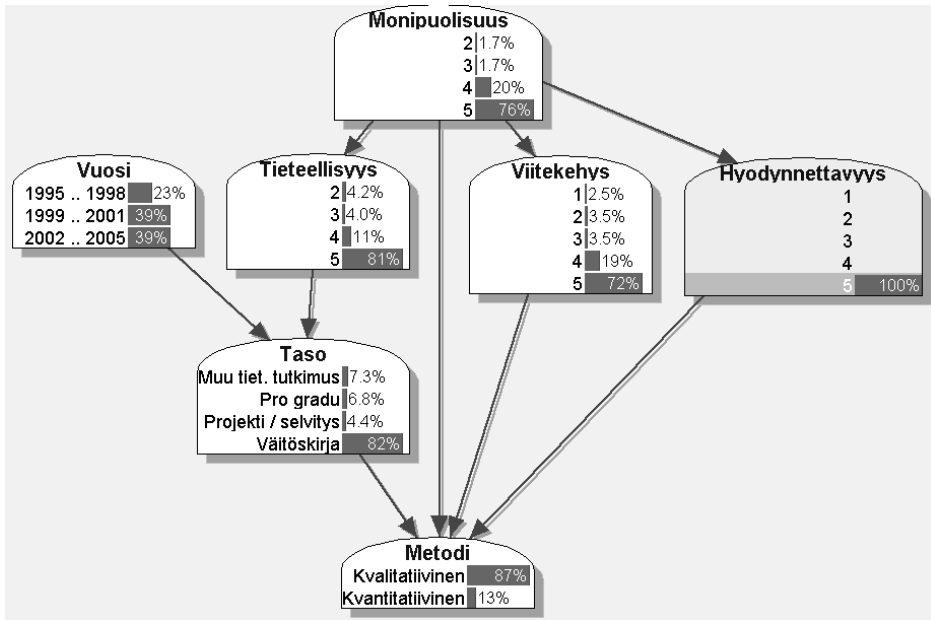 Monipuolisuus
2 1.7%
3 1.7%
4 20%
5 76%
Vuosi
1995 .. 1998 23%
1999 .. 2001 39%
2002 .. 2005 39%
Tieteellisyys
2 4.2%
3 4.0%
4 11%
5 81%
Viitekehys
1 2.5%
2 3.5%
3 3.5%
4 19%
5 72%
Hyodynnettavyys
1
2
3
4
5 100%
Taso
Muu tiet. tutkimus 7.3%
Pro gradu 6.8%
Projekti / selvitys 4.4%
Väitöskirja 82%
Metodi
Kvalitatiivinen 87%
Kvantitatiivinen 13%